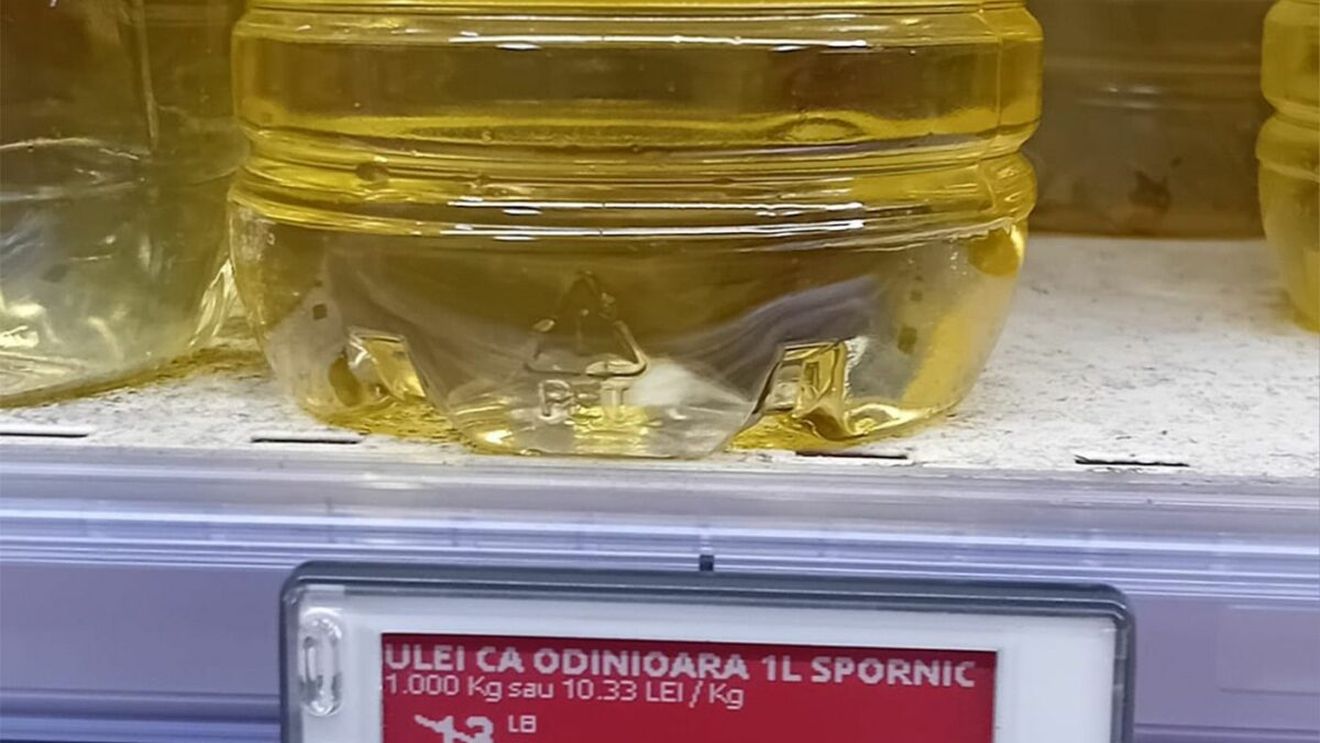 PET
ULEI CA ODINIOARA 1L SPORNIC
1.000 Kg sau 10.33 LEI / Kg